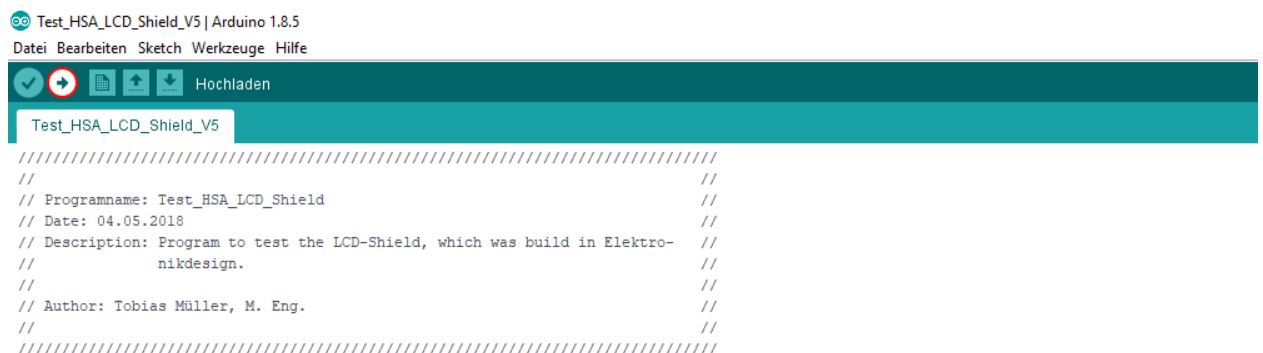 Test_HSA_LCD_Shield_V5 | Arduino 1.8.5
Datei Bearbeiten Sketch Werkzeuge Hilfe
Hochladen
Test_HSA_LCD_Shield_V5
////////////////////////////////////////////////////////////////////////////////
//                                                                            //
// Programname: Test_HSA_LCD_Shield                                           //
// Date: 04.05.2018                                                           //
// Description: Program to test the LCD-Shield, which was build in Elektro-   //
//              nikdesign.                                                    //
//                                                                            //
// Author: Tobias Müller, M. Eng.                                             //
//                                                                            //
////////////////////////////////////////////////////////////////////////////////